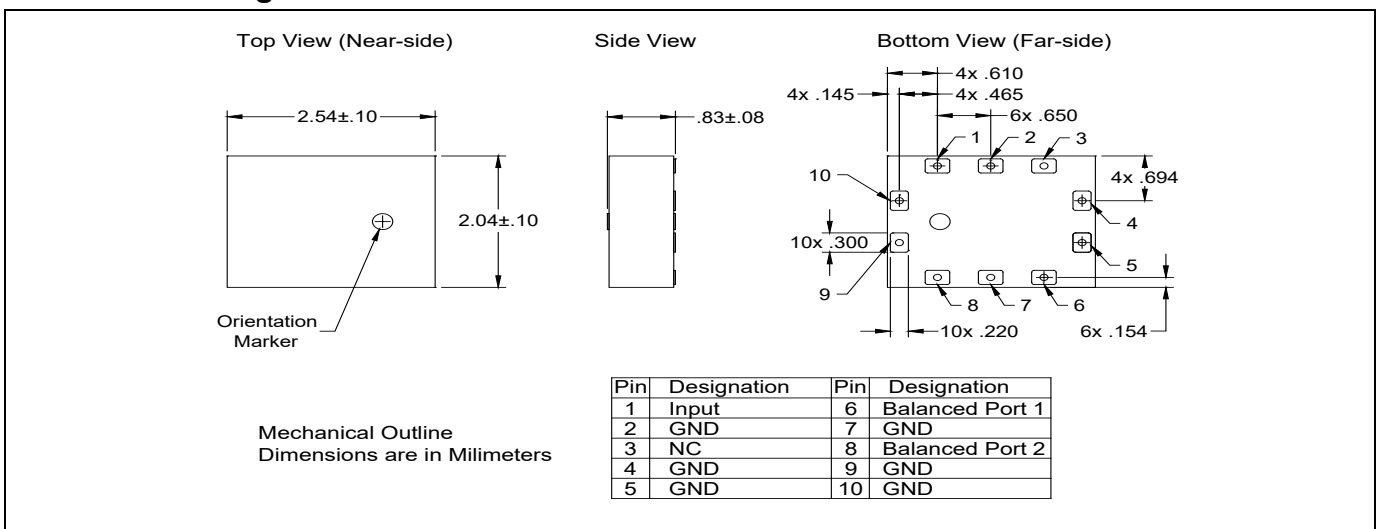 Top View (Near-side)
Side View
Bottom View (Far-side)
4x .610
4x .145
4x .465
2.54±.10
.83±.08
6x .650
1
2
3
10
4x .694
2.04±.10
4
10x .300
5
9
8
7
6
Orientation
Marker
10x .220
6x .154
Pin Designation Pin Designation
1 Input 6 Balanced Port 1
2 GND 7 GND
3 NC 8 Balanced Port 2
4 GND 9 GND
5 GND 10 GND
Mechanical Outline
Dimensions are in Milimeters